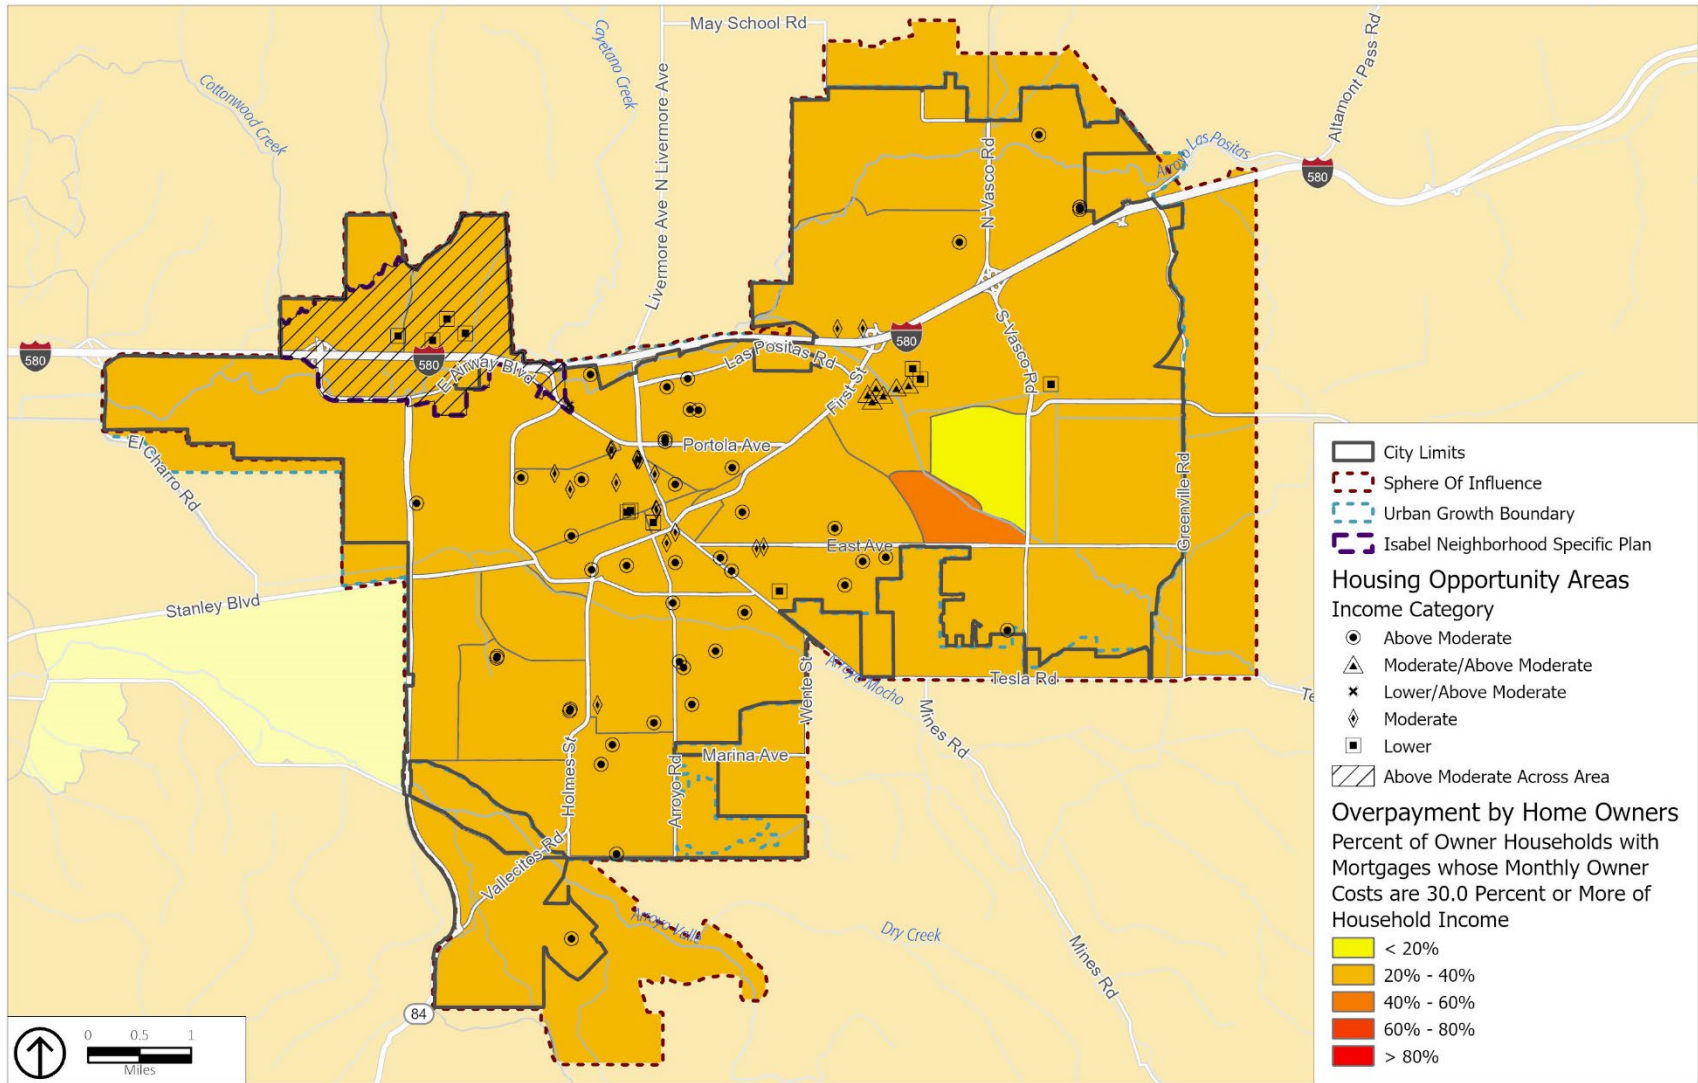 May School Rd
Cayetano Creek
Cottonwood Creek
Livermore Ave N Livermore Ave
Altamont Pass Rd
N Vasco Rd
Arroyo Las Positas
580
580
580
580
Las Positas Rd
E Airway Blvd
First St
S Vasco Rd
El Charro Rd
Portola Ave
Greenville Rd
East Ave
Stanley Blvd
Arroyo Mocho
Tesla Rd
Te
Wente St
Mines Rd
Marina Ave
Holmes St
Arroyo Rd
Vallecitos Rd
Arroyo Valle
Dry Creek
Mines Rd
84
0 0.5 1
Miles
City Limits
Sphere Of Influence
Urban Growth Boundary
Isabel Neighborhood Specific Plan
Housing Opportunity Areas
Income Category
Above Moderate
Moderate/Above Moderate
Lower/Above Moderate
Moderate
Lower
Above Moderate Across Area
Overpayment by Home Owners
Percent of Owner Households with
Mortgages whose Monthly Owner
Costs are 30.0 Percent or More of
Household Income
< 20%
20% - 40%
40% - 60%
60% - 80%
> 80%